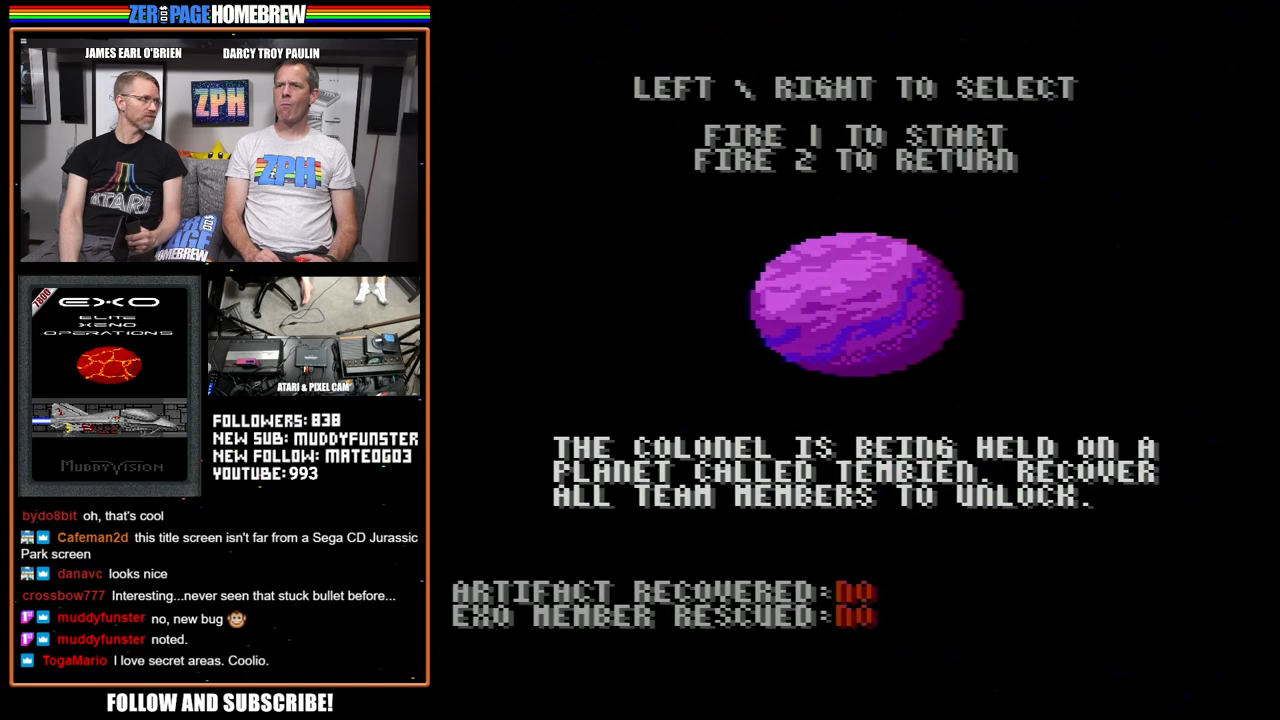 ZEROPAGE HOMEBREW
JAMES EARL O'BRIEN
DARCY TROY PAULIN
ZPH
ATARI
ZPH
PAGE
HOMEBREW
7800
EXO
ELITE
XENO
OPERATIONS
MUDDYVISION
ATARI & PIXEL CAM
FOLLOWERS: 838
NEW SUB: MUDDYFUNSTER
NEW FOLLOW: MATEOGO3
YOUTUBE: 993
bydo8bit oh, that's cool
Cafeman2d this title screen isn't far from a Sega CD Jurassic
Park screen
danavc looks nice
crossbow777 Interesting...never seen that stuck bullet before...
muddyfunster no, new bug
muddyfunster noted.
TogaMario I love secret areas. Coolio.
FOLLOW AND SUBSCRIBE!
LEFT \ RIGHT TO SELECT
FIRE 1 TO START
FIRE 2 TO RETURN
THE COLONEL IS BEING HELD ON A
PLANET CALLED TEMBIEN. RECOVER
ALL TEAM MEMBERS TO UNLOCK.
ARTIFACT RECOVERED:NO
EXO MEMBER RESCUED:NO